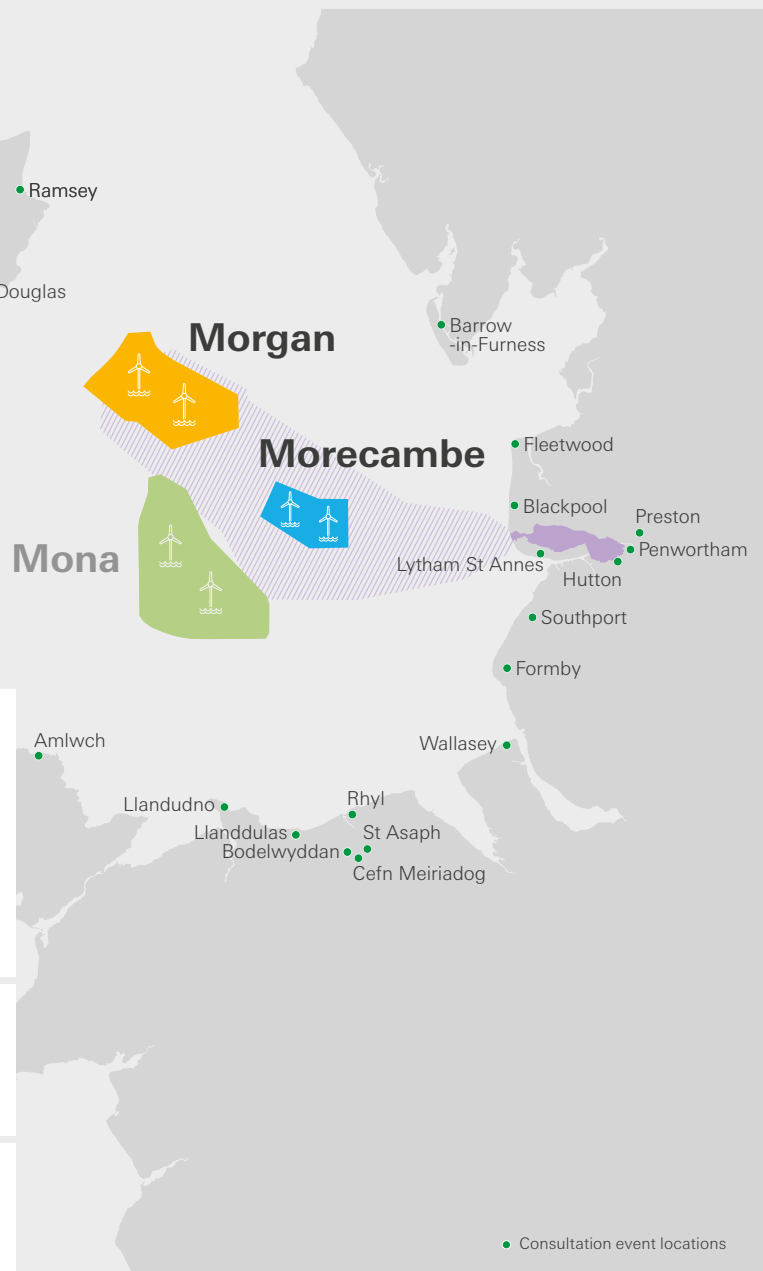 Ramsey
Douglas
Morgan
Barrow
-in-Furness
Morecambe
Fleetwood
Blackpool
Preston
Mona
Penwortham
Lytham St Annes
Hutton
Southport
Formby
Amlwch
Wallasey
Llandudno
Rhyl
Llanddulas
St Asaph
Bodelwyddan
Cefn Meiriadog
Consultation event locations